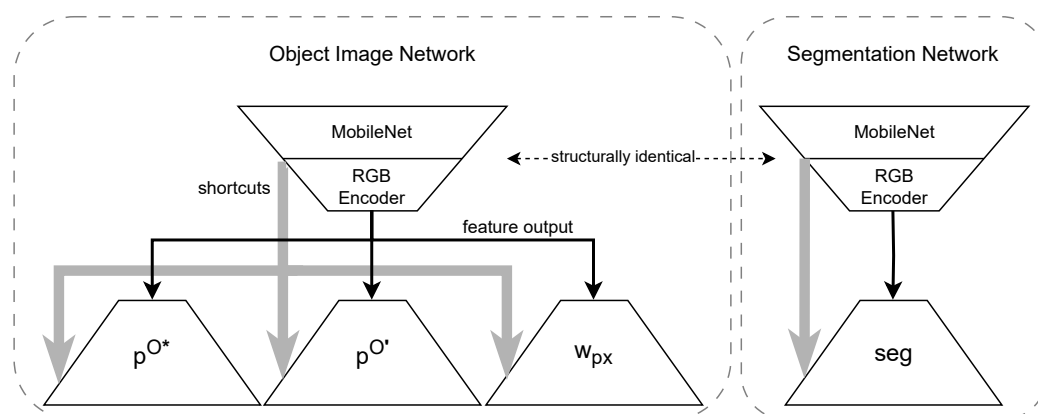 Object Image Network
Segmentation Network
MobileNet
MobileNet
structurally identical
RGB
Encoder
RGB
Encoder
shortcuts
feature output
pO*
pO'
wpx
seg